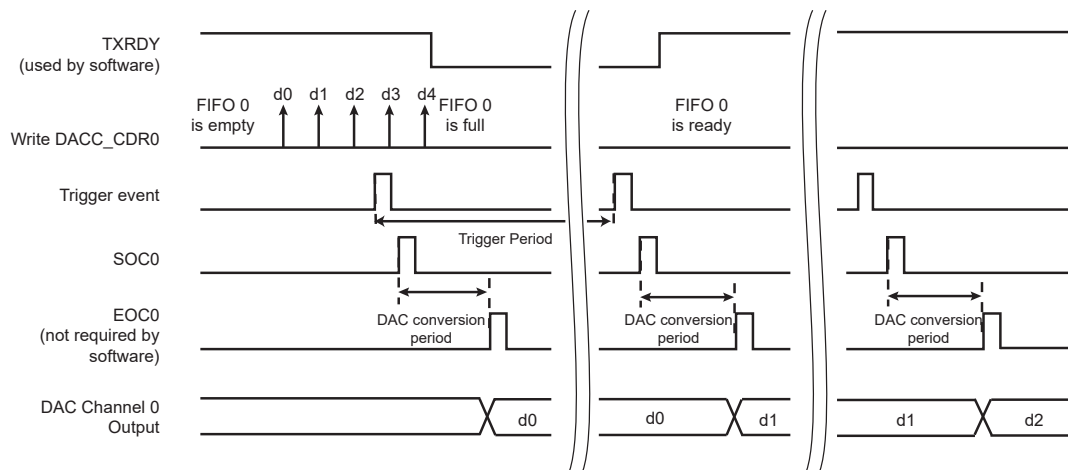 TXRDY
(used by software)
FIFO 0
is empty
d0
d1
d2
d3
d4
FIFO 0
is full
FIFO 0
is ready
Write DACC_CDR0
Trigger event
Trigger Period
SOC0
EOC0
(not required by
software)
DAC conversion
period
DAC conversion
period
DAC conversion
period
DAC Channel 0
Output
d0
d0
d1
d1
d2